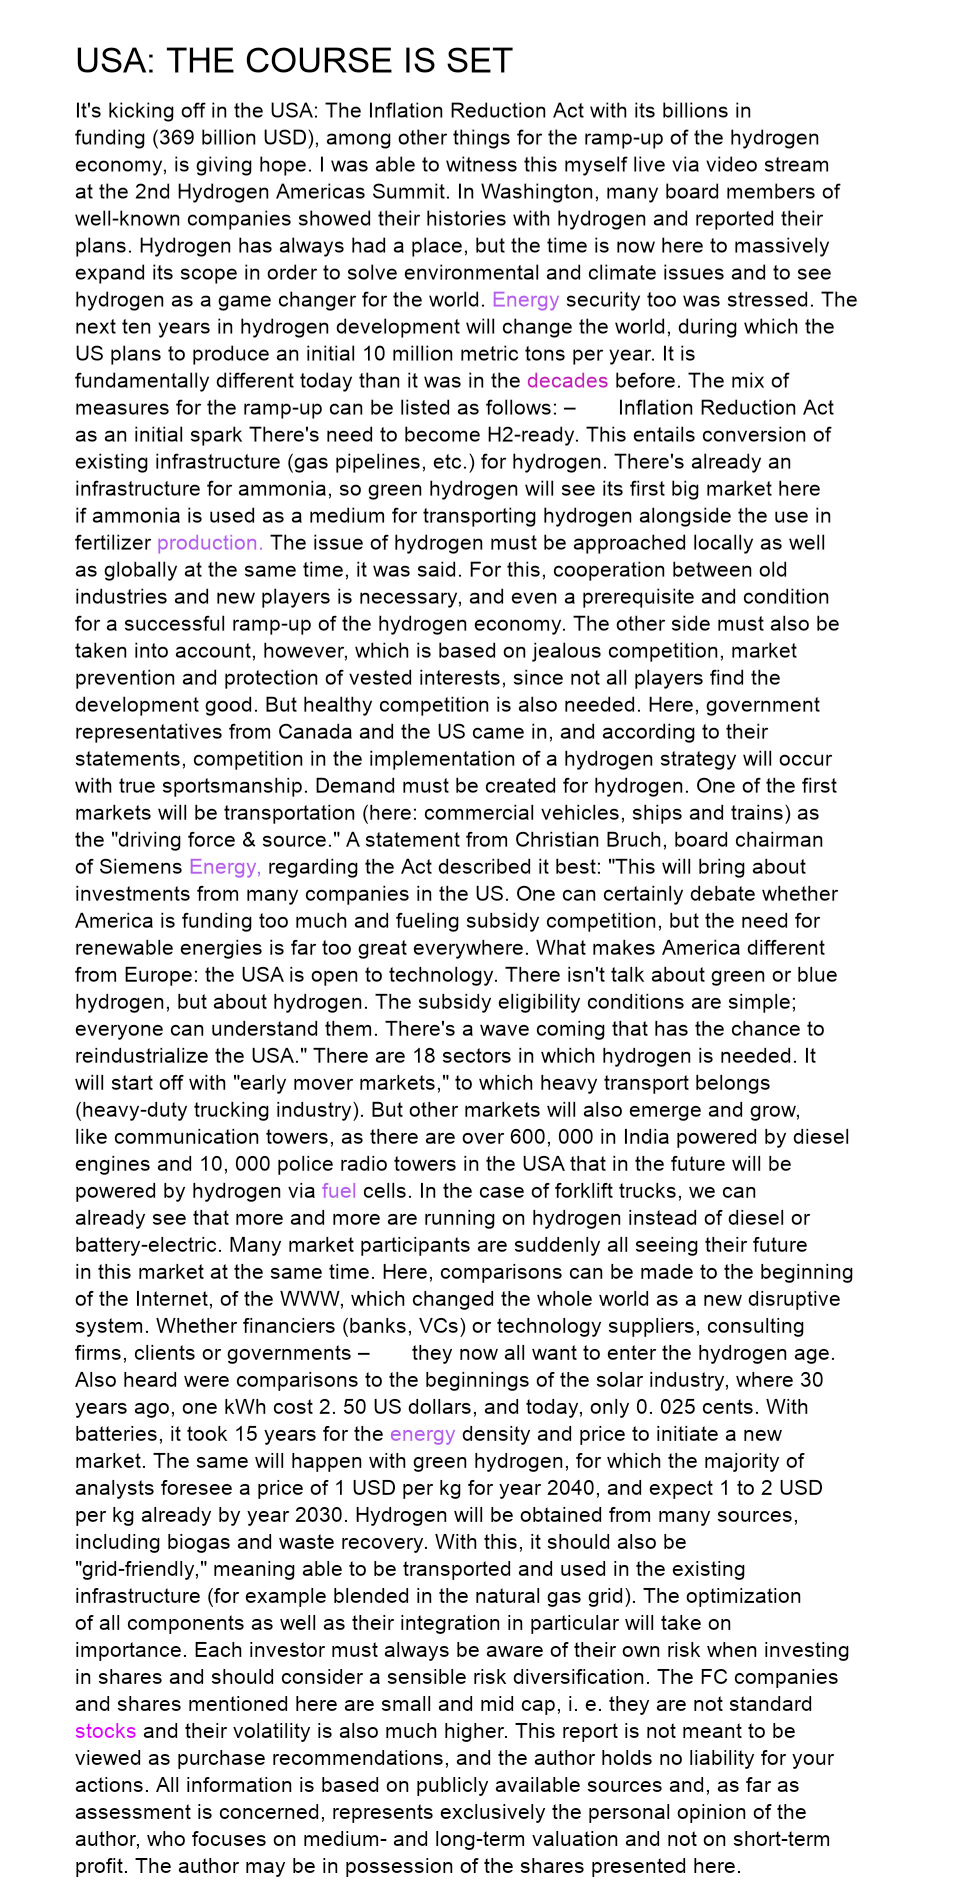 USA: THE COURSE IS SET
It's kicking off in the USA: The Inflation Reduction Act with its billions in
funding (369 billion USD), among other things for the ramp-up of the hydrogen
economy, is giving hope. I was able to witness this myself live via video stream
at the 2nd Hydrogen Americas Summit. In Washington, many board members of
well-known companies showed their histories with hydrogen and reported their
plans. Hydrogen has always had a place, but the time is now here to massively
expand its scope in order to solve environmental and climate issues and to see
hydrogen as a game changer for the world. Energy security too was stressed. The
next ten years in hydrogen development will change the world, during which the
US plans to produce an initial 10 million metric tons per year. It is
fundamentally different today than it was in the decades before. The mix of
measures for the ramp-up can be listed as follows: – Inflation Reduction Act
as an initial spark There's need to become H2-ready. This entails conversion of
existing infrastructure (gas pipelines, etc.) for hydrogen. There's already an
infrastructure for ammonia, so green hydrogen will see its first big market here
if ammonia is used as a medium for transporting hydrogen alongside the use in
fertilizer production. The issue of hydrogen must be approached locally as well
as globally at the same time, it was said. For this, cooperation between old
industries and new players is necessary, and even a prerequisite and condition
for a successful ramp-up of the hydrogen economy. The other side must also be
taken into account, however, which is based on jealous competition, market
prevention and protection of vested interests, since not all players find the
development good. But healthy competition is also needed. Here, government
representatives from Canada and the US came in, and according to their
statements, competition in the implementation of a hydrogen strategy will occur
with true sportsmanship. Demand must be created for hydrogen. One of the first
markets will be transportation (here: commercial vehicles, ships and trains) as
the "driving force & source." A statement from Christian Bruch, board chairman
of Siemens Energy, regarding the Act described it best: "This will bring about
investments from many companies in the US. One can certainly debate whether
America is funding too much and fueling subsidy competition, but the need for
renewable energies is far too great everywhere. What makes America different
from Europe: the USA is open to technology. There isn't talk about green or blue
hydrogen, but about hydrogen. The subsidy eligibility conditions are simple;
everyone can understand them. There's a wave coming that has the chance to
reindustrialize the USA." There are 18 sectors in which hydrogen is needed. It
will start off with "early mover markets," to which heavy transport belongs
(heavy-duty trucking industry). But other markets will also emerge and grow,
like communication towers, as there are over 600, 000 in India powered by diesel
engines and 10, 000 police radio towers in the USA that in the future will be
powered by hydrogen via fuel cells. In the case of forklift trucks, we can
already see that more and more are running on hydrogen instead of diesel or
battery-electric. Many market participants are suddenly all seeing their future
in this market at the same time. Here, comparisons can be made to the beginning
of the Internet, of the WWW, which changed the whole world as a new disruptive
system. Whether financiers (banks, VCs) or technology suppliers, consulting
firms, clients or governments – they now all want to enter the hydrogen age.
Also heard were comparisons to the beginnings of the solar industry, where 30
years ago, one kWh cost 2. 50 US dollars, and today, only 0. 025 cents. With
batteries, it took 15 years for the energy density and price to initiate a new
market. The same will happen with green hydrogen, for which the majority of
analysts foresee a price of 1 USD per kg for year 2040, and expect 1 to 2 USD
per kg already by year 2030. Hydrogen will be obtained from many sources,
including biogas and waste recovery. With this, it should also be
"grid-friendly," meaning able to be transported and used in the existing
infrastructure (for example blended in the natural gas grid). The optimization
of all components as well as their integration in particular will take on
importance. Each investor must always be aware of their own risk when investing
in shares and should consider a sensible risk diversification. The FC companies
and shares mentioned here are small and mid cap, i. e. they are not standard
stocks and their volatility is also much higher. This report is not meant to be
viewed as purchase recommendations, and the author holds no liability for your
actions. All information is based on publicly available sources and, as far as
assessment is concerned, represents exclusively the personal opinion of the
author, who focuses on medium- and long-term valuation and not on short-term
profit. The author may be in possession of the shares presented here.